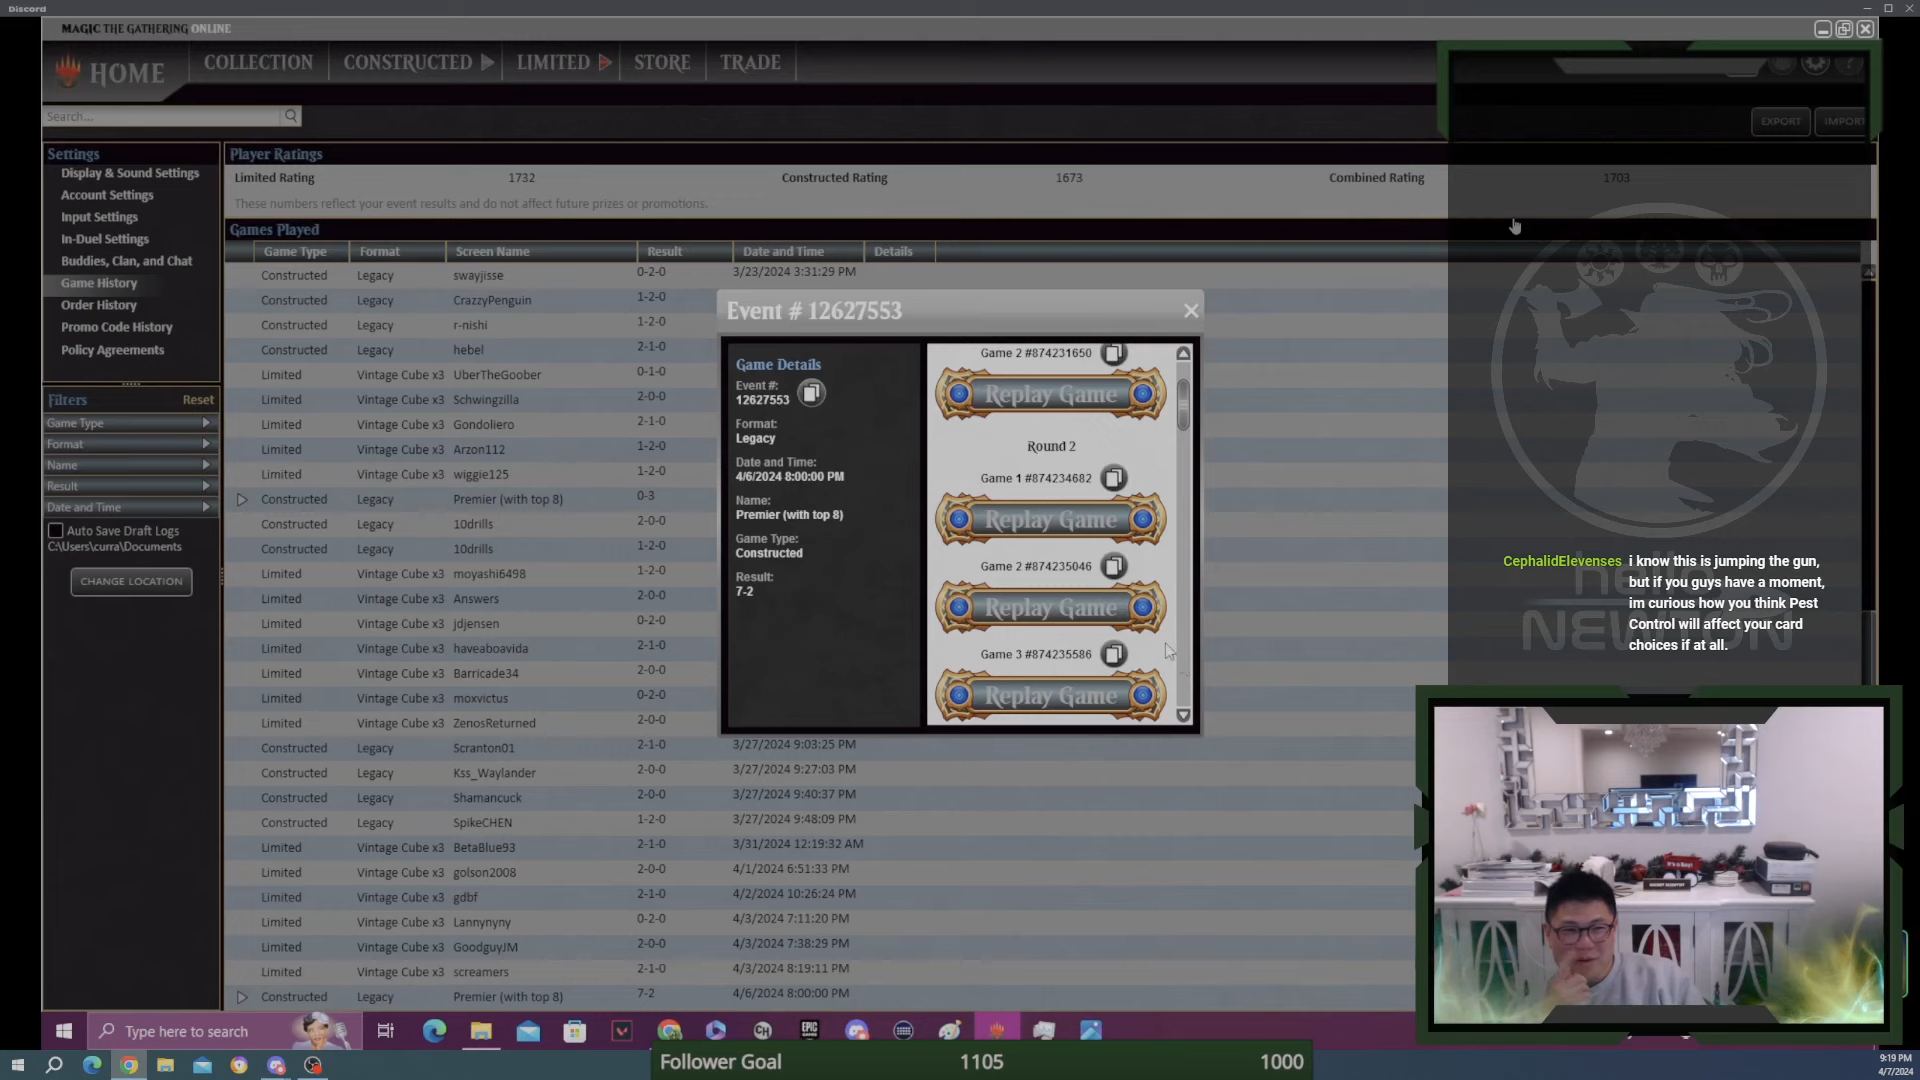 Discord
MAGIC THE GATHERING ONLINE
HOME
COLLECTION
CONSTRUCTED
LIMITED
STORE
TRADE
Search...
EXPORT
IMPORT
Settings
Display & Sound Settings
Account Settings
Input Settings
In-Duel Settings
Buddies, Clan, and Chat
Game History
Order History
Promo Code History
Policy Agreements
Filters Reset
Game Type
Format
Name
Result
Date and Time
Auto Save Draft Logs
C:\Users\curra\Documents
CHANGE LOCATION
Player Ratings
Limited Rating 1732 Constructed Rating 1673 Combined Rating 1703
These numbers reflect your event results and do not affect future prizes or promotions.
Games Played
Game Type Format Screen Name Result Date and Time Details
Constructed Legacy swayjisse 0-2-0 3/23/2024 3:31:29 PM
Constructed Legacy CrazzyPenguin 1-2-0
Constructed Legacy r-nishi 1-2-0
Constructed Legacy hebel 2-1-0
Limited Vintage Cube x3 UberTheGoober 0-1-0
Limited Vintage Cube x3 Schwingzilla 2-0-0
Limited Vintage Cube x3 Gondoliero 2-1-0
Limited Vintage Cube x3 Arzon112 1-2-0
Limited Vintage Cube x3 wiggie125 1-2-0
Constructed Legacy Premier (with top 8) 0-3
Constructed Legacy 10drills 2-0-0
Constructed Legacy 10drills 1-2-0
Limited Vintage Cube x3 moyashi6498 1-2-0
Limited Vintage Cube x3 Answers 2-0-0
Limited Vintage Cube x3 jdjensen 0-2-0
Limited Vintage Cube x3 haveaboavida 2-1-0
Limited Vintage Cube x3 Barricade34 2-1-0
Limited Vintage Cube x3 moxvictus 0-2-0
Limited Vintage Cube x3 ZenosReturned 2-0-0
Constructed Legacy Scranton01 2-1-0 3/27/2024 9:03:25 PM
Constructed Legacy Kss_Waylander 2-0-0 3/27/2024 9:27:03 PM
Constructed Legacy Shamancuck 2-0-0 3/27/2024 9:40:37 PM
Constructed Legacy SpikeCHEN 1-2-0 3/27/2024 9:48:09 PM
Limited Vintage Cube x3 BetaBlue93 2-1-0 3/31/2024 12:19:32 AM
Limited Vintage Cube x3 golson2008 2-0-0 4/1/2024 6:51:33 PM
Limited Vintage Cube x3 gdbf 2-1-0 4/2/2024 10:26:24 PM
Limited Vintage Cube x3 Lannynyny 0-2-0 4/3/2024 7:11:20 PM
Limited Vintage Cube x3 GoodguyJM 2-0-0 4/3/2024 7:38:29 PM
Limited Vintage Cube x3 screamers 2-1-0 4/3/2024 8:19:11 PM
Constructed Legacy Premier (with top 8) 7-2 4/6/2024 8:00:00 PM
Event # 12627553
Game Details
Event #:
12627553
Format:
Legacy
Date and Time:
4/6/2024 8:00:00 PM
Name:
Premier (with top 8)
Game Type:
Constructed
Result:
7-2
Game 2 #874231650
Replay Game
Round 2
Game 1 #874234682
Replay Game
Game 2 #874235046
Replay Game
Game 3 #874235586
Replay Game
CephalidElevenses i know this is jumping the gun,
but if you guys have a moment,
im curious how you think Pest
Control will affect your card
choices if at all.
hello
NEWTON
Type here to search
CH
EPIC
Follower Goal 1105 1000
9:19 PM
4/7/2024